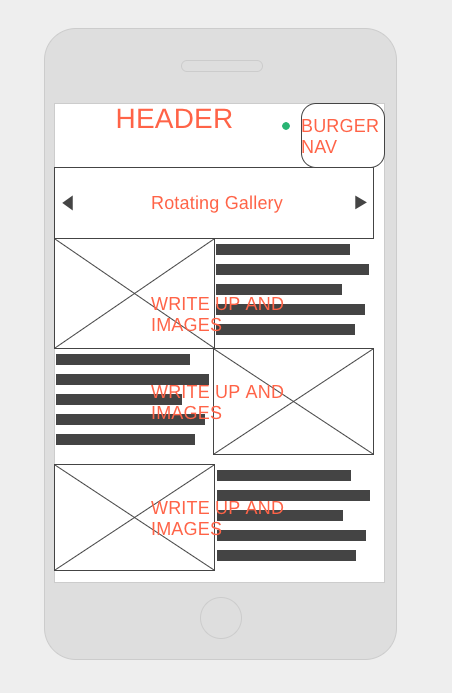 HEADER
BURGER
NAV
Rotating Gallery
WRITE UP AND
IMAGES
WRITE UP AND
IMAGES
WRITE UP AND
IMAGES